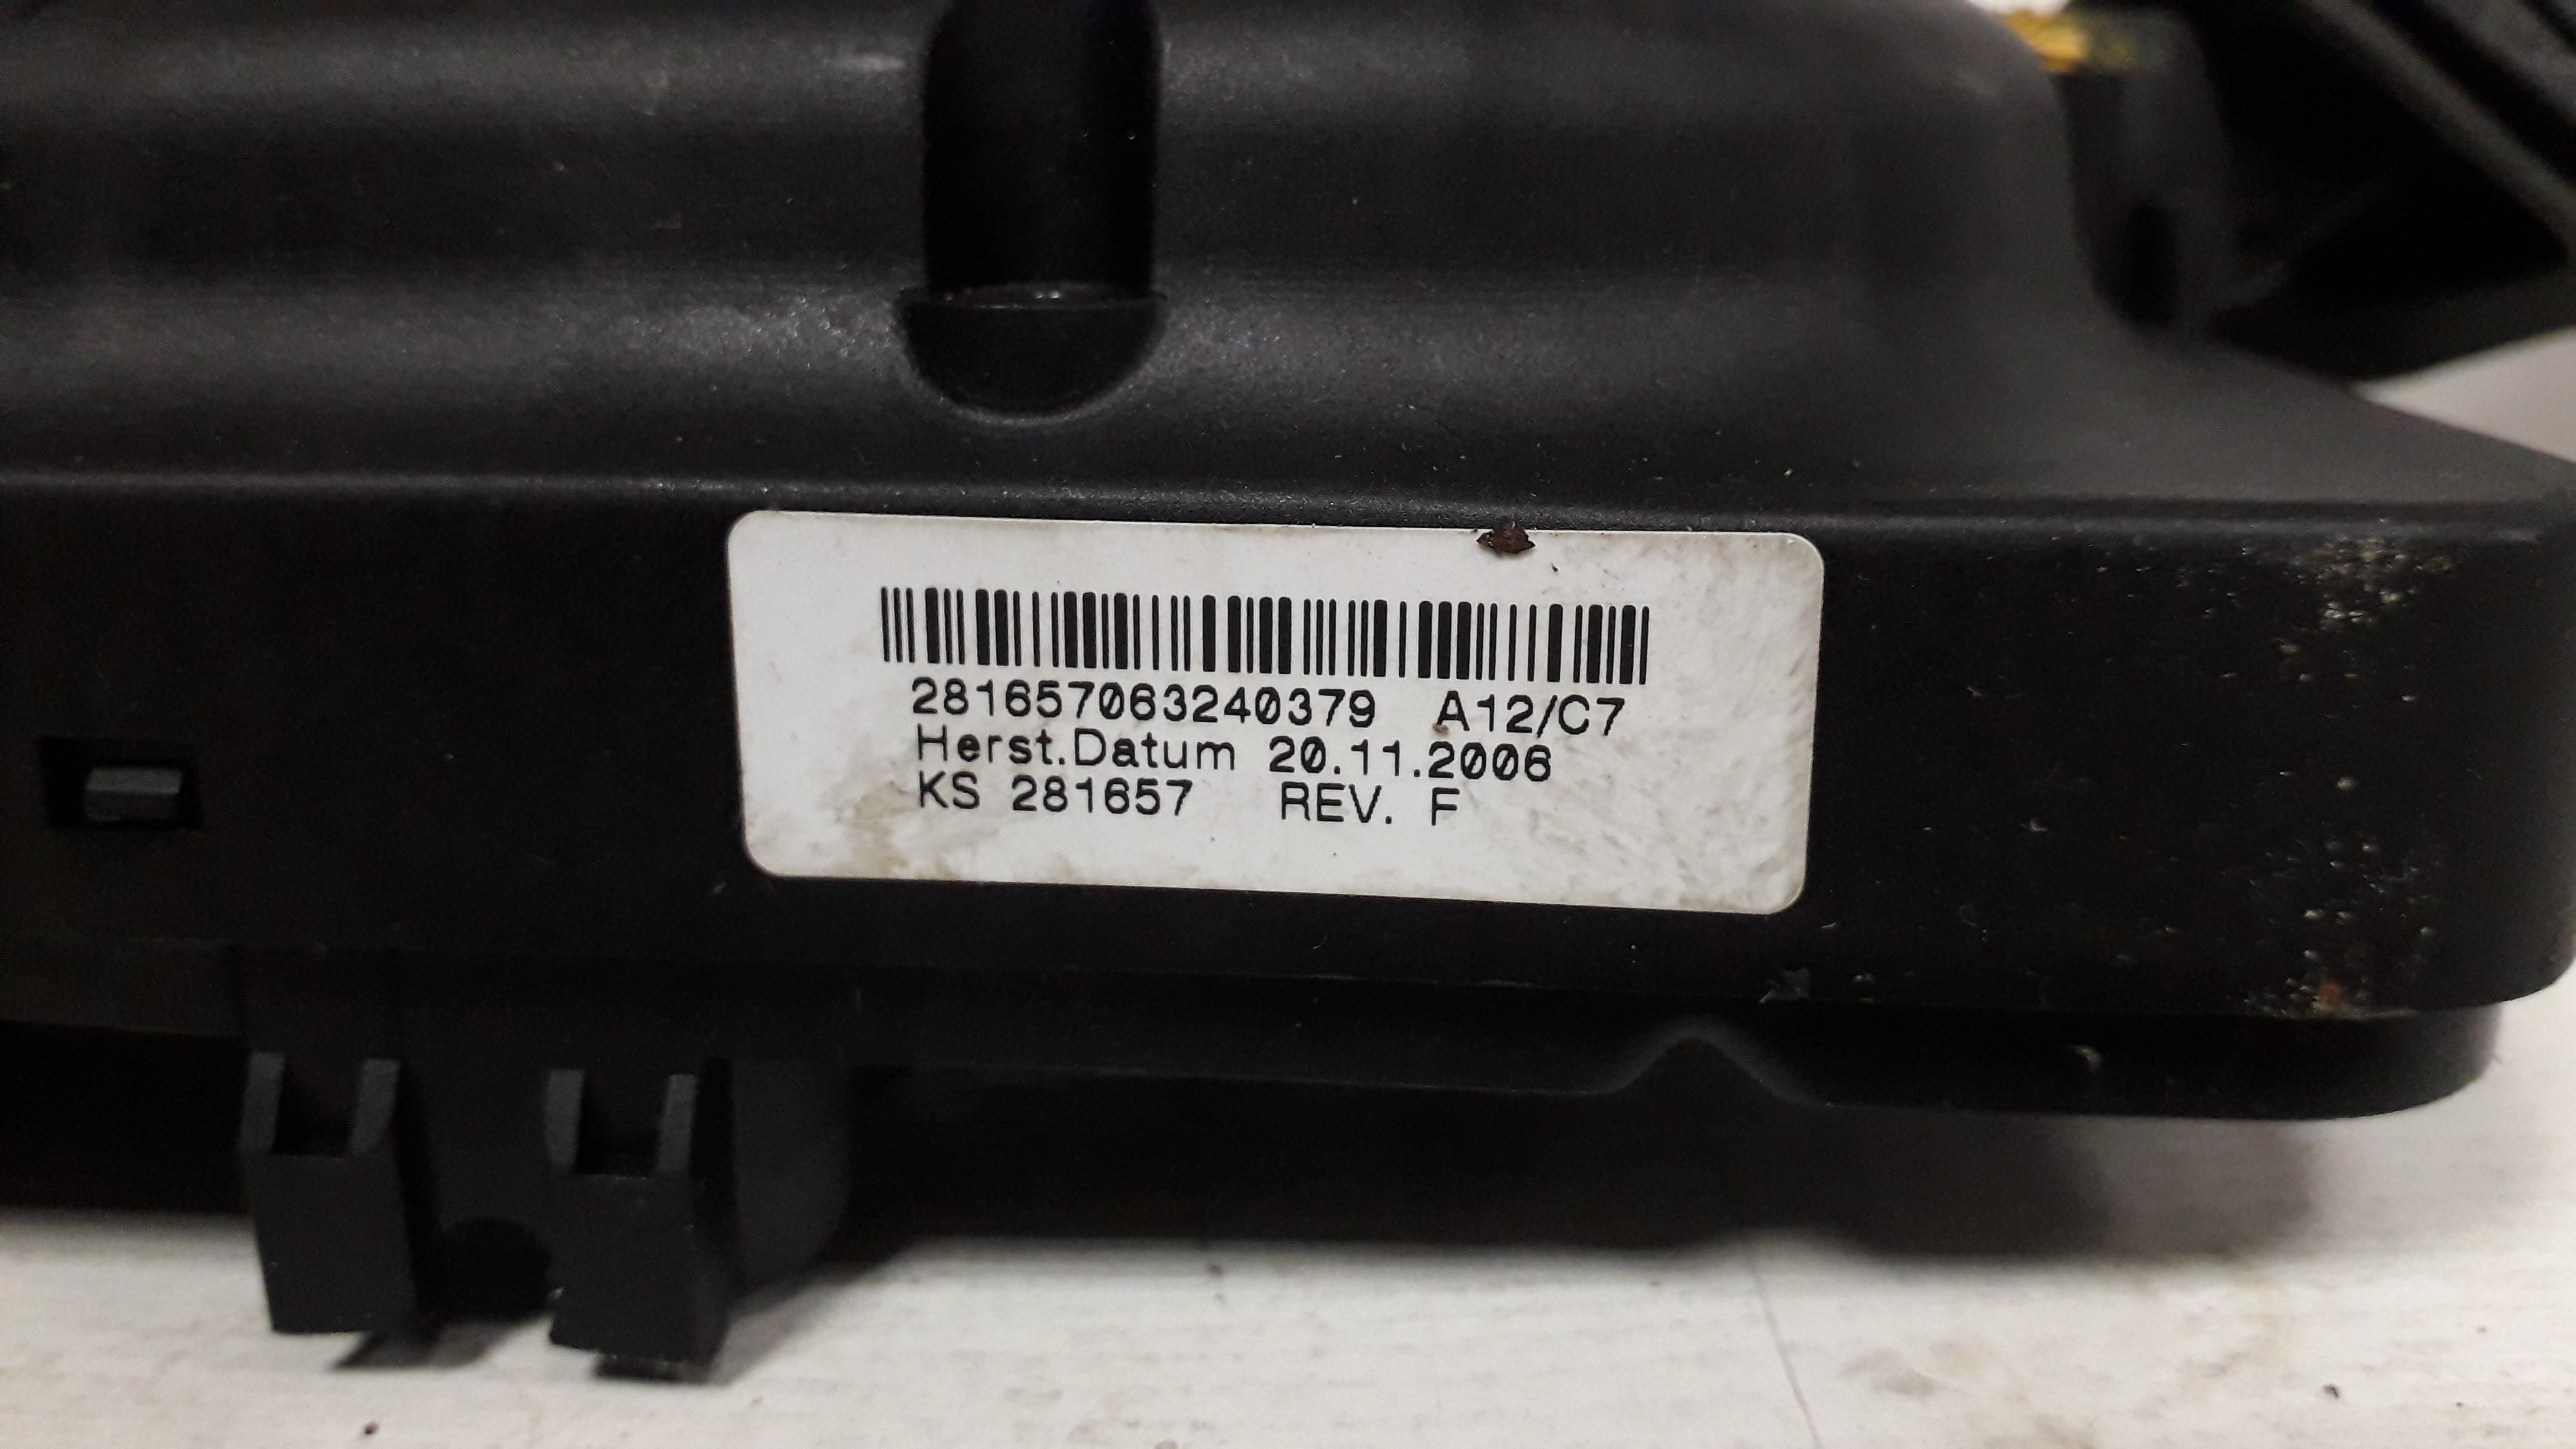 281657063240379 A12/C7
Herst.Datum 20.11.2006
KS 281657 REV. F